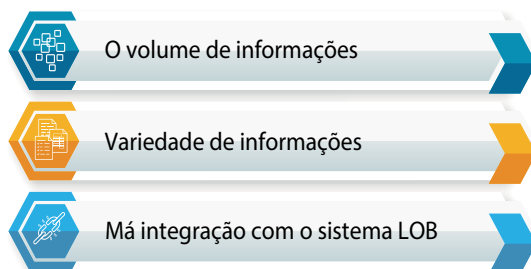 O volume de informações
Variedade de informações
Má integração com o sistema LOB